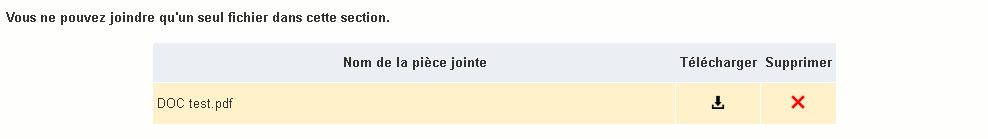 Vous ne pouvez joindre qu'un seul fichier dans cette section.
Nom de la pièce jointe Télécharger Supprimer
DOC test.pdf